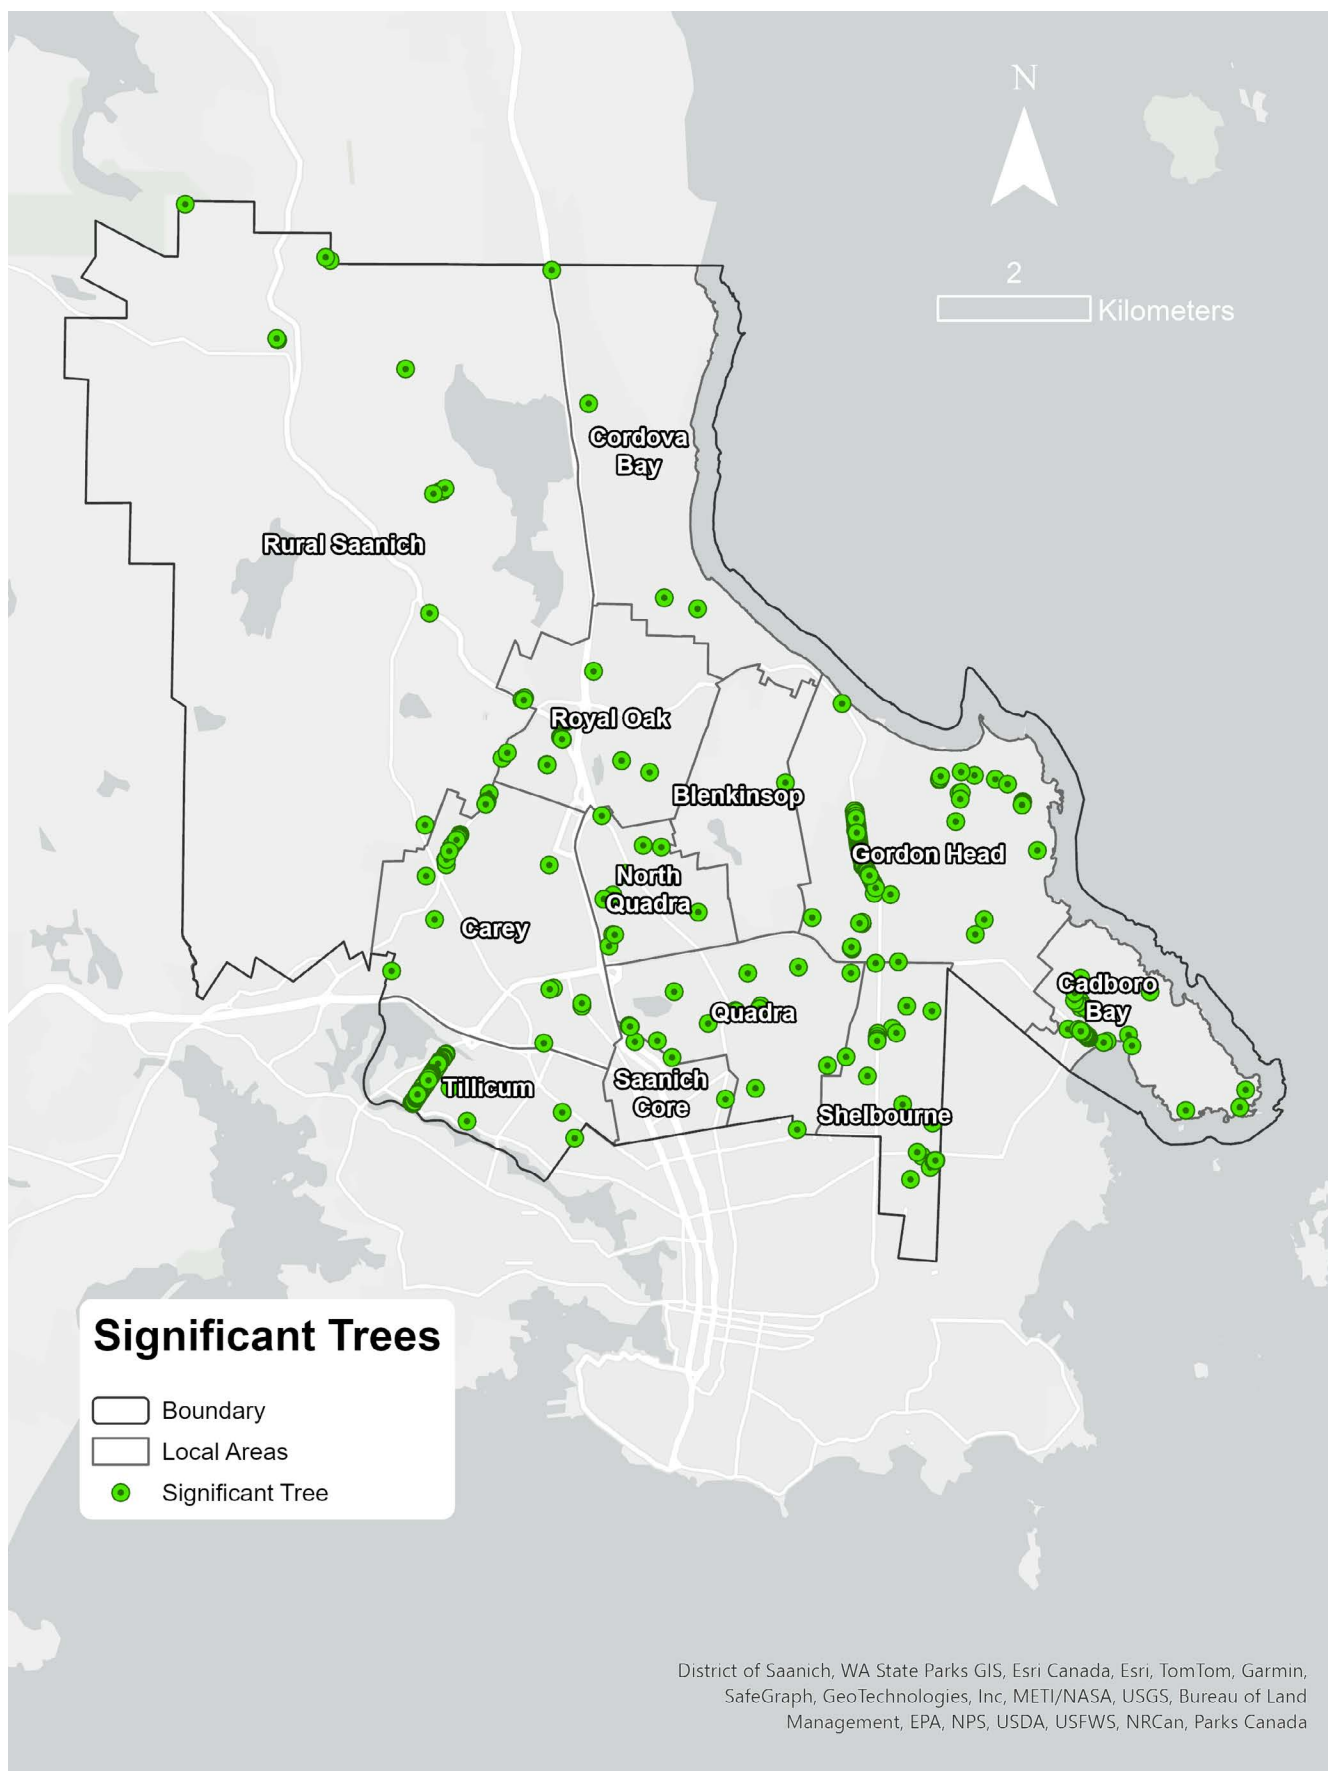 N
2
Kilometers
Cordova
Bay
Rural Saanich
Royal Oak
Blenkinsop
Gordon Head
North
Quadra
Carey
Cadboro
Bay
Quadra
Saanich
Core
Tillicum
Shelbourne
Significant Trees
Boundary
Local Areas
Significant Tree
District of Saanich, WA State Parks GIS, Esri Canada, Esri, TomTom, Garmin,
SafeGraph, GeoTechnologies, Inc, METI/NASA, USGS, Bureau of Land
Management, EPA, NPS, USDA, USFWS, NRCan, Parks Canada